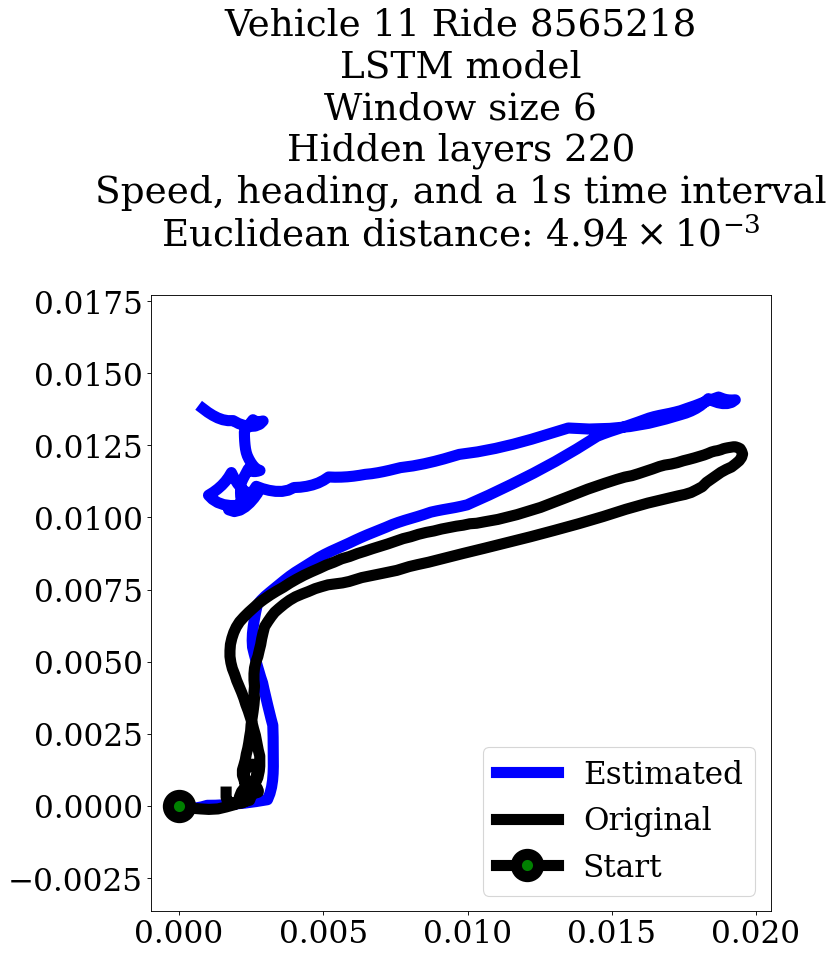 Vehicle 11 Ride 8565218
LSTM model
Window size 6
Hidden layers 220
Speed, heading, and a 1s time interval
Euclidean distance: 4.94 × 10⁻³
0.0175
0.0150
0.0125
0.0100
0.0075
0.0050
0.0025
0.0000
−0.0025
Estimated
Original
Start
0.000 0.005 0.010 0.015 0.020